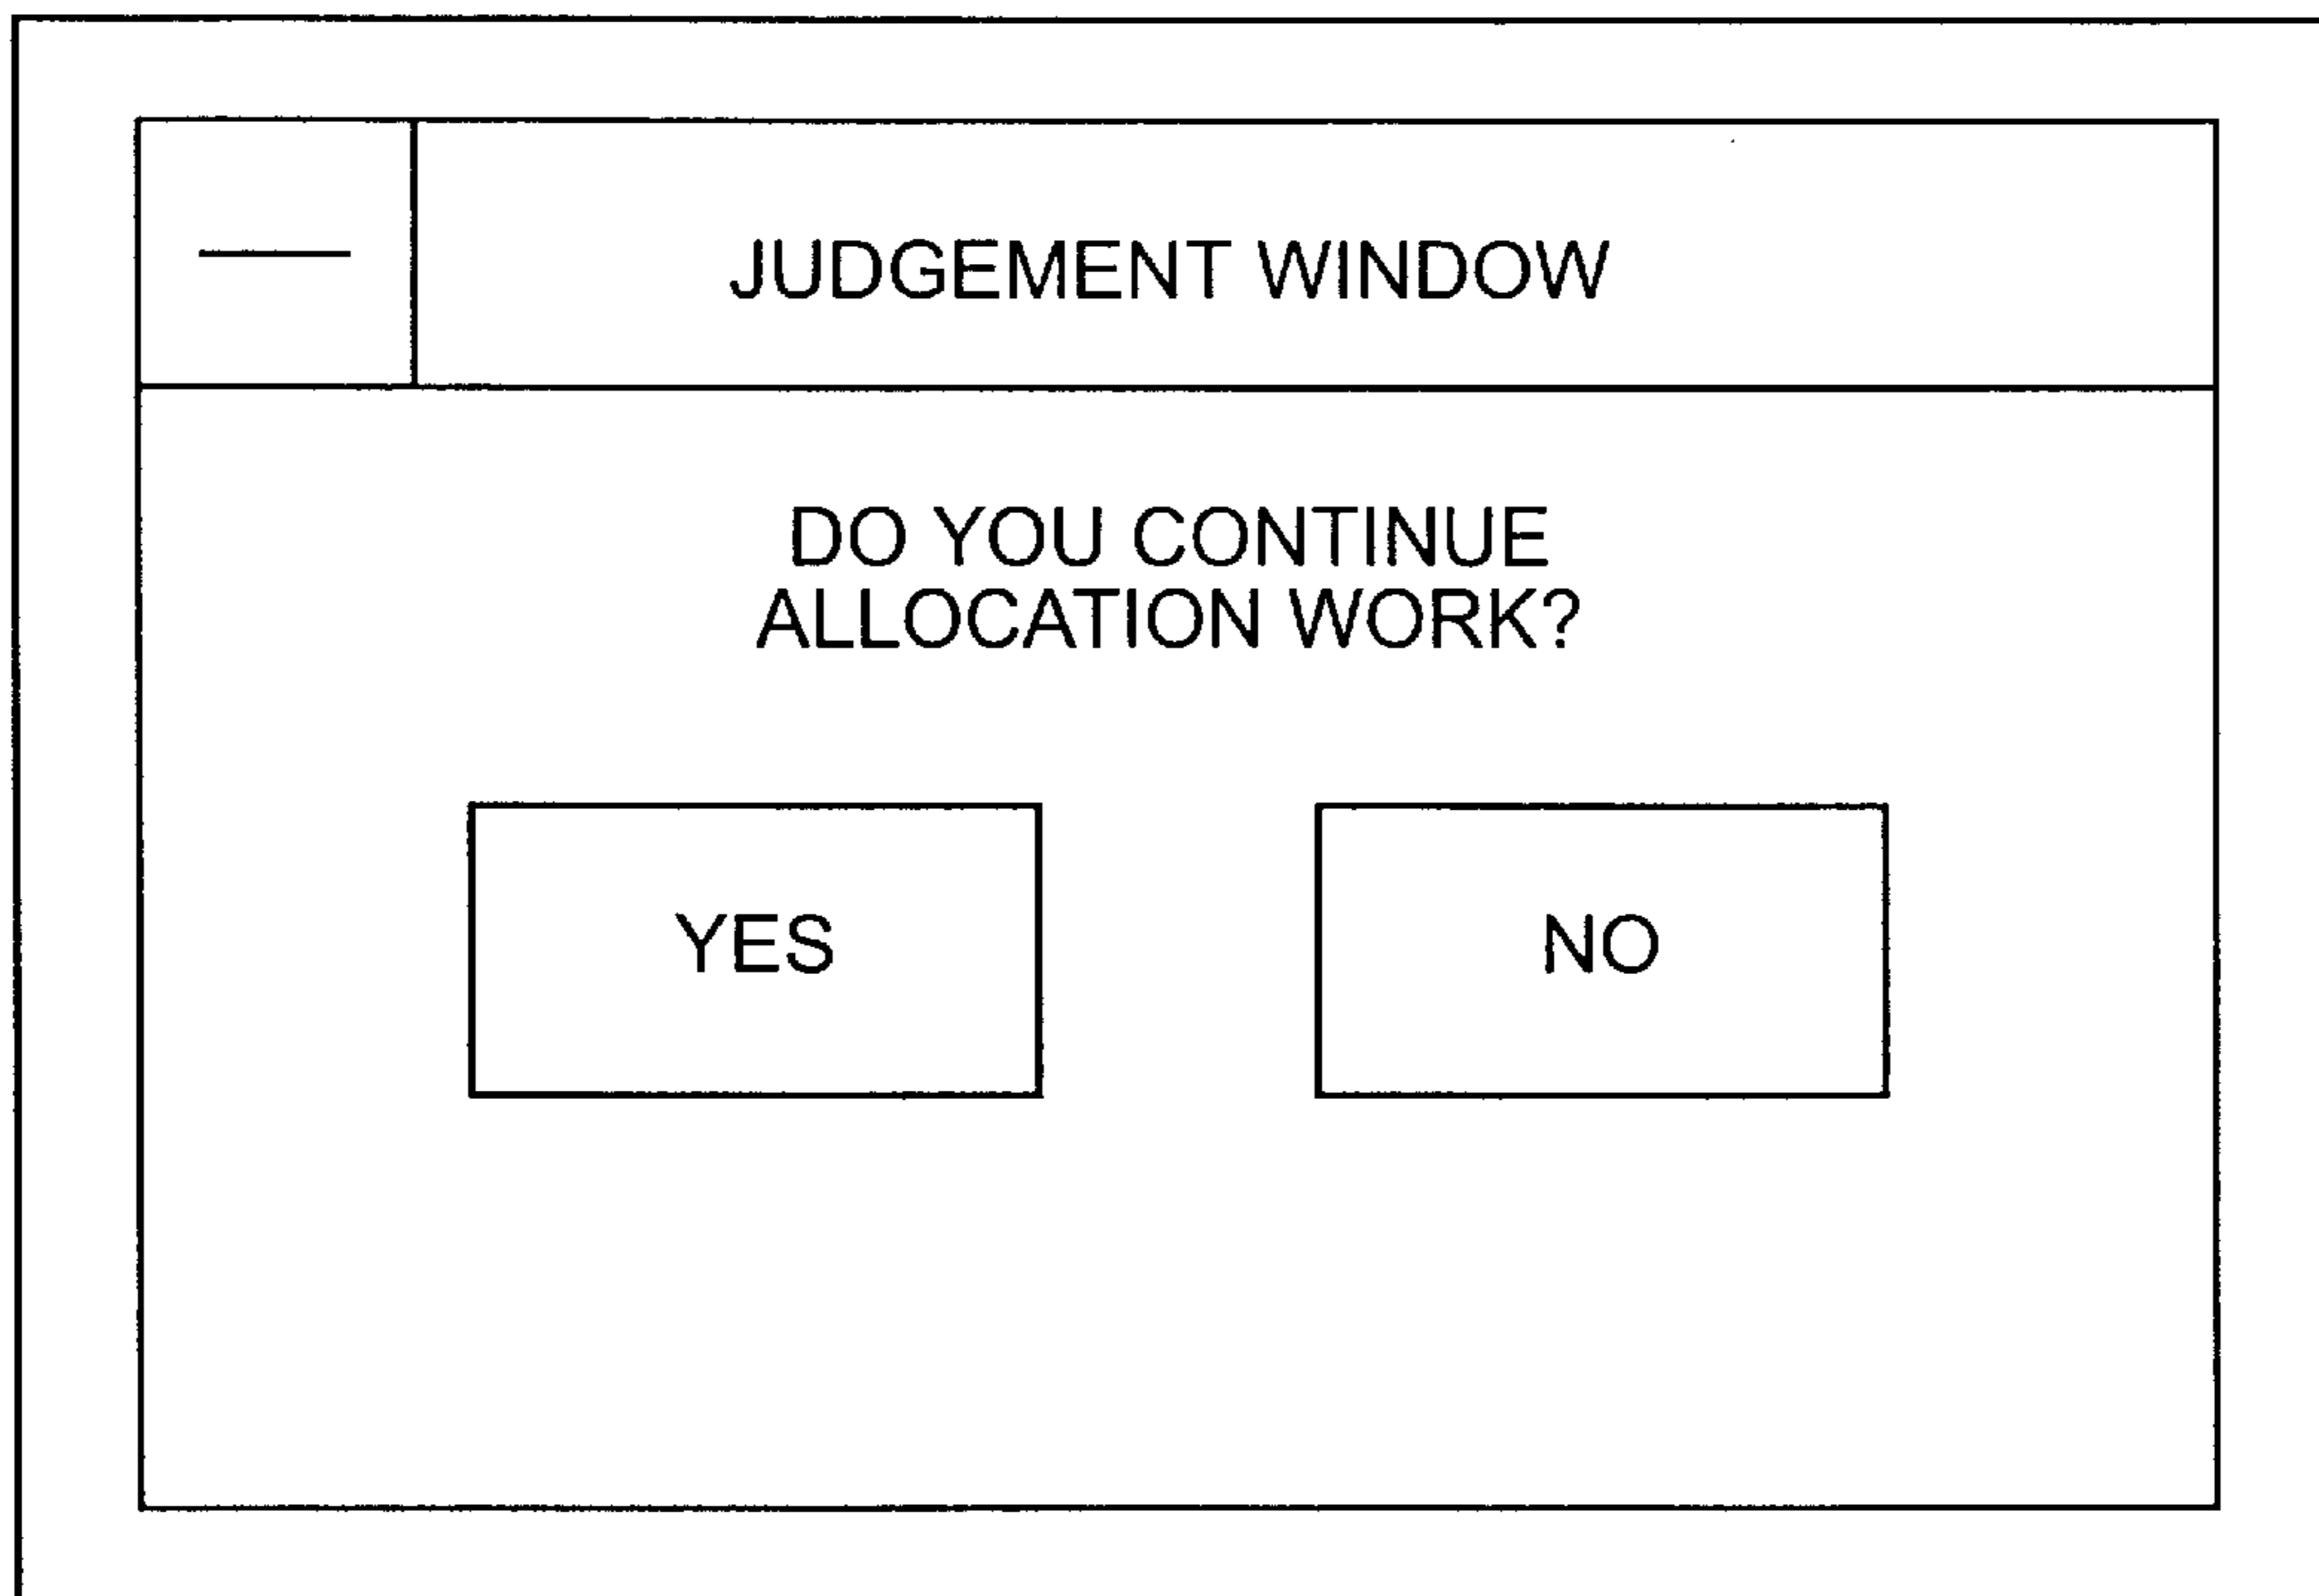 JUDGEMENT WINDOW
DO YOU CONTINUE
ALLOCATION WORK?
YES
NO